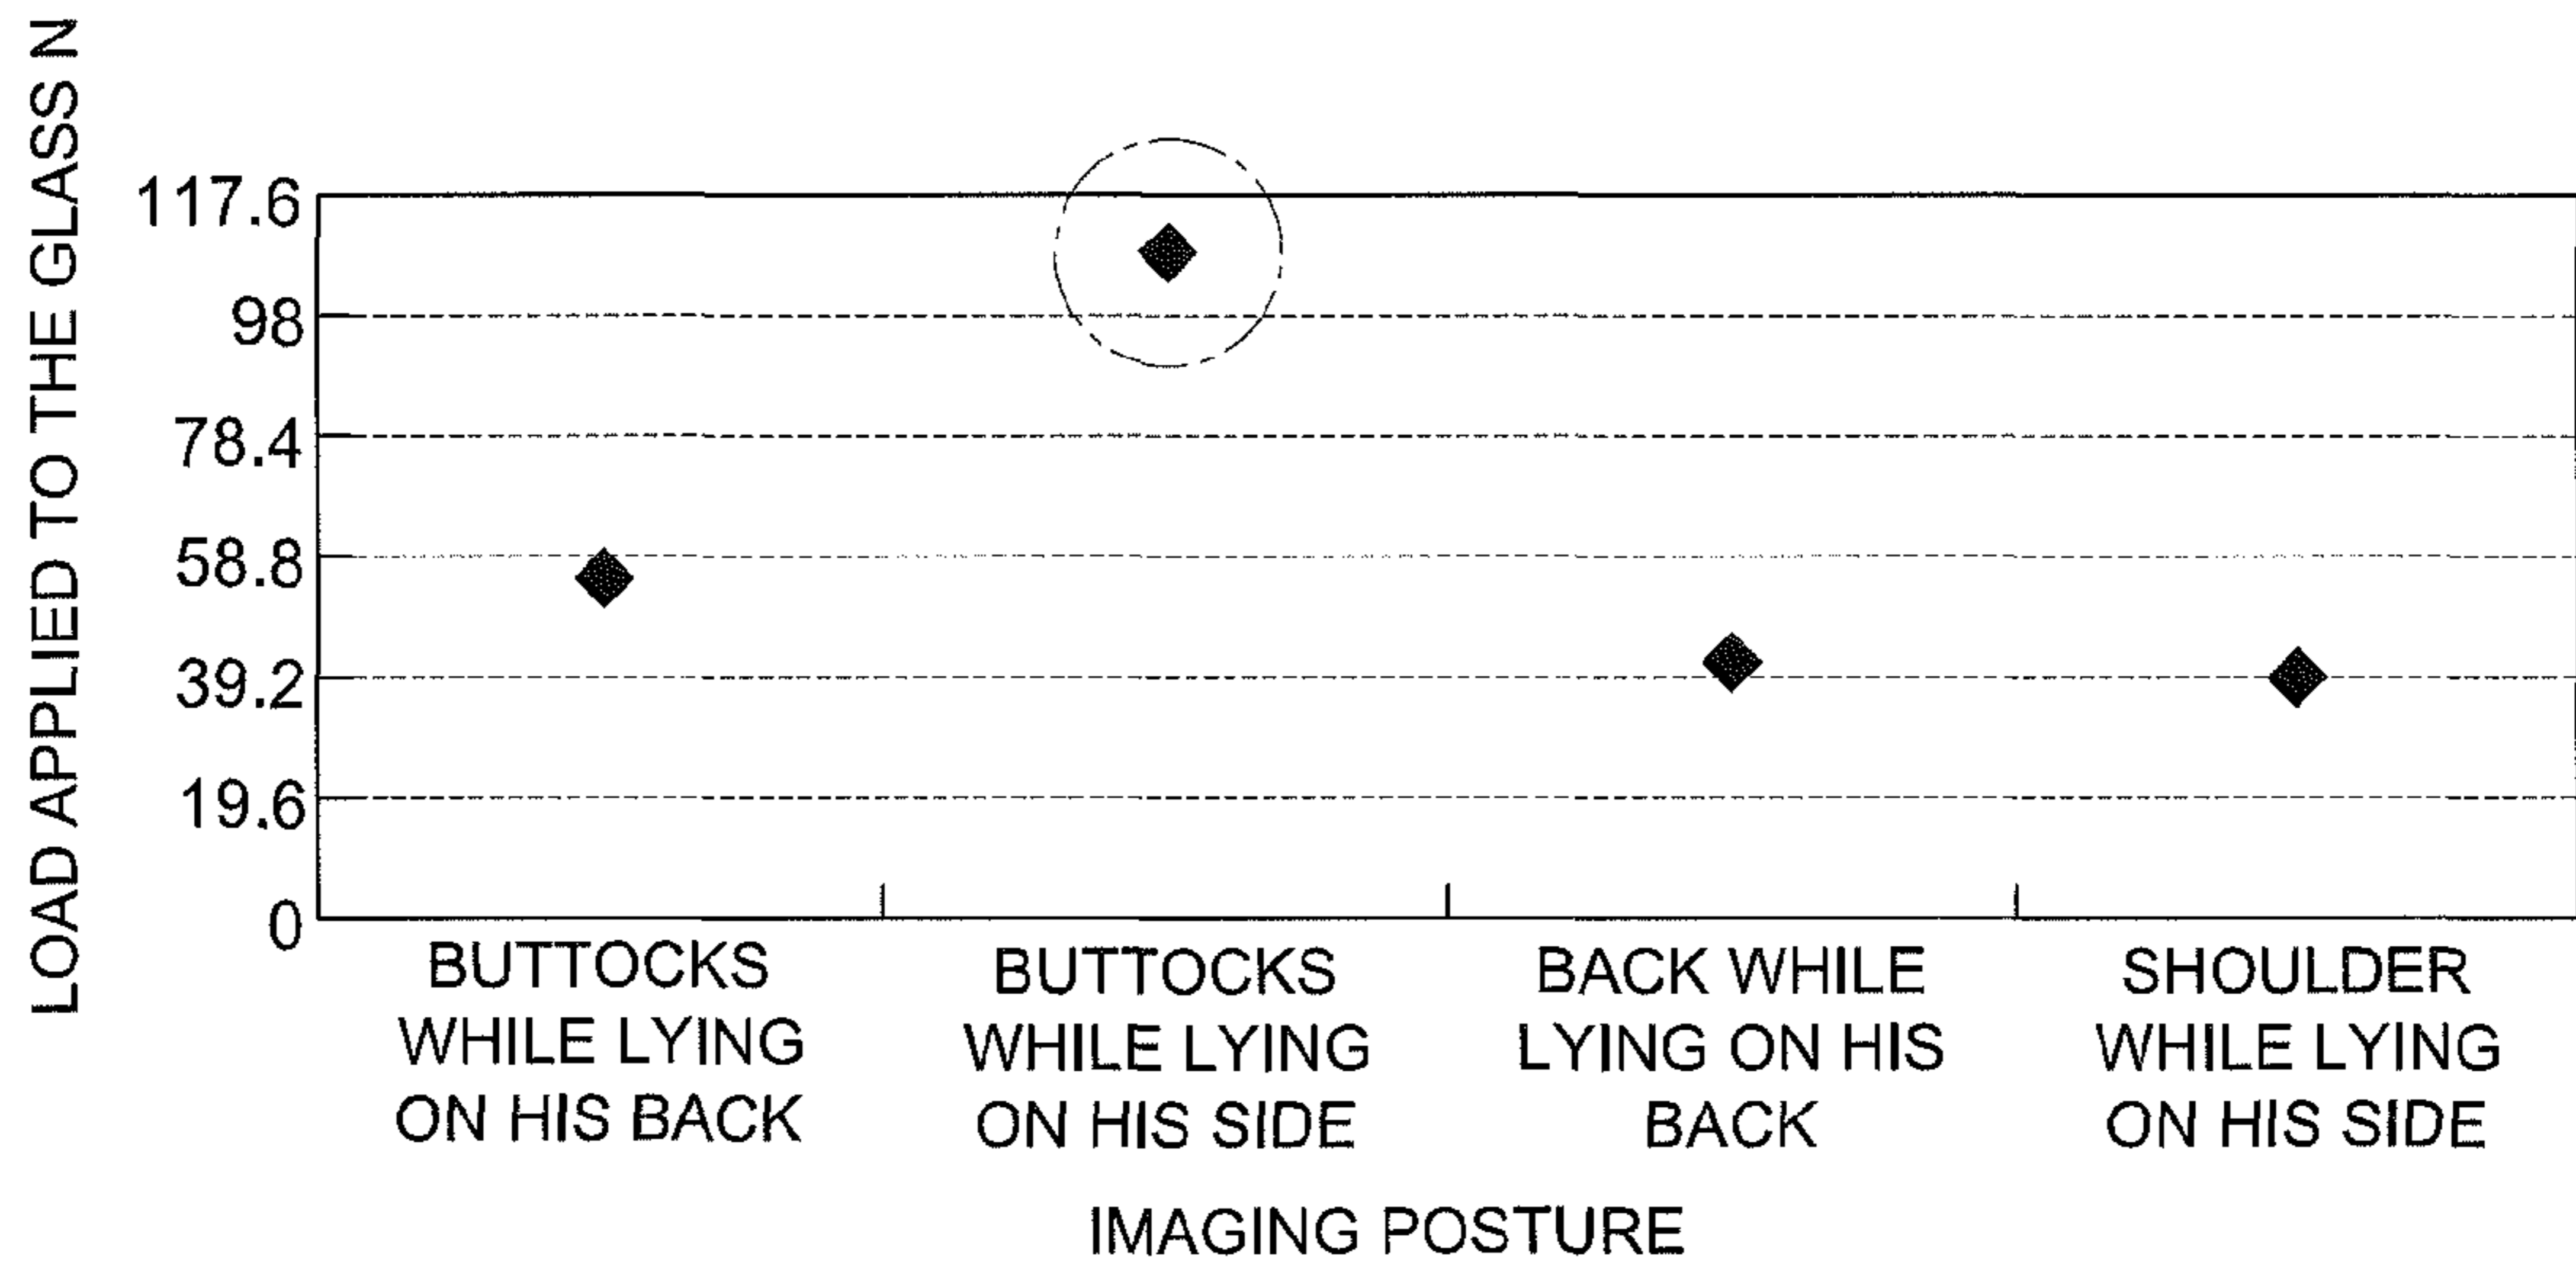 LOAD APPLIED TO THE GLASS N
117.6
98
78.4
58.8
39.2
19.6
0
BUTTOCKS
WHILE LYING
ON HIS BACK
BUTTOCKS
WHILE LYING
ON HIS SIDE
BACK WHILE
LYING ON HIS
BACK
SHOULDER
WHILE LYING
ON HIS SIDE
IMAGING POSTURE